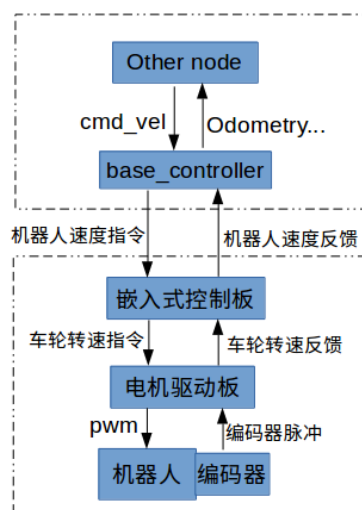 Other node
cmd_vel
Odometry...
base_controller
机器人速度指令
机器人速度反馈
嵌入式控制板
车轮转速指令
车轮转速反馈
电机驱动板
pwm
编码器脉冲
机器人
编码器